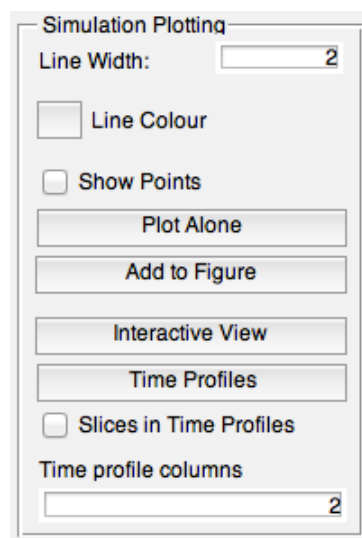 Simulation Plotting
Line Width: 2
Line Colour
Show Points
Plot Alone
Add to Figure
Interactive View
Time Profiles
Slices in Time Profiles
Time profile columns
2